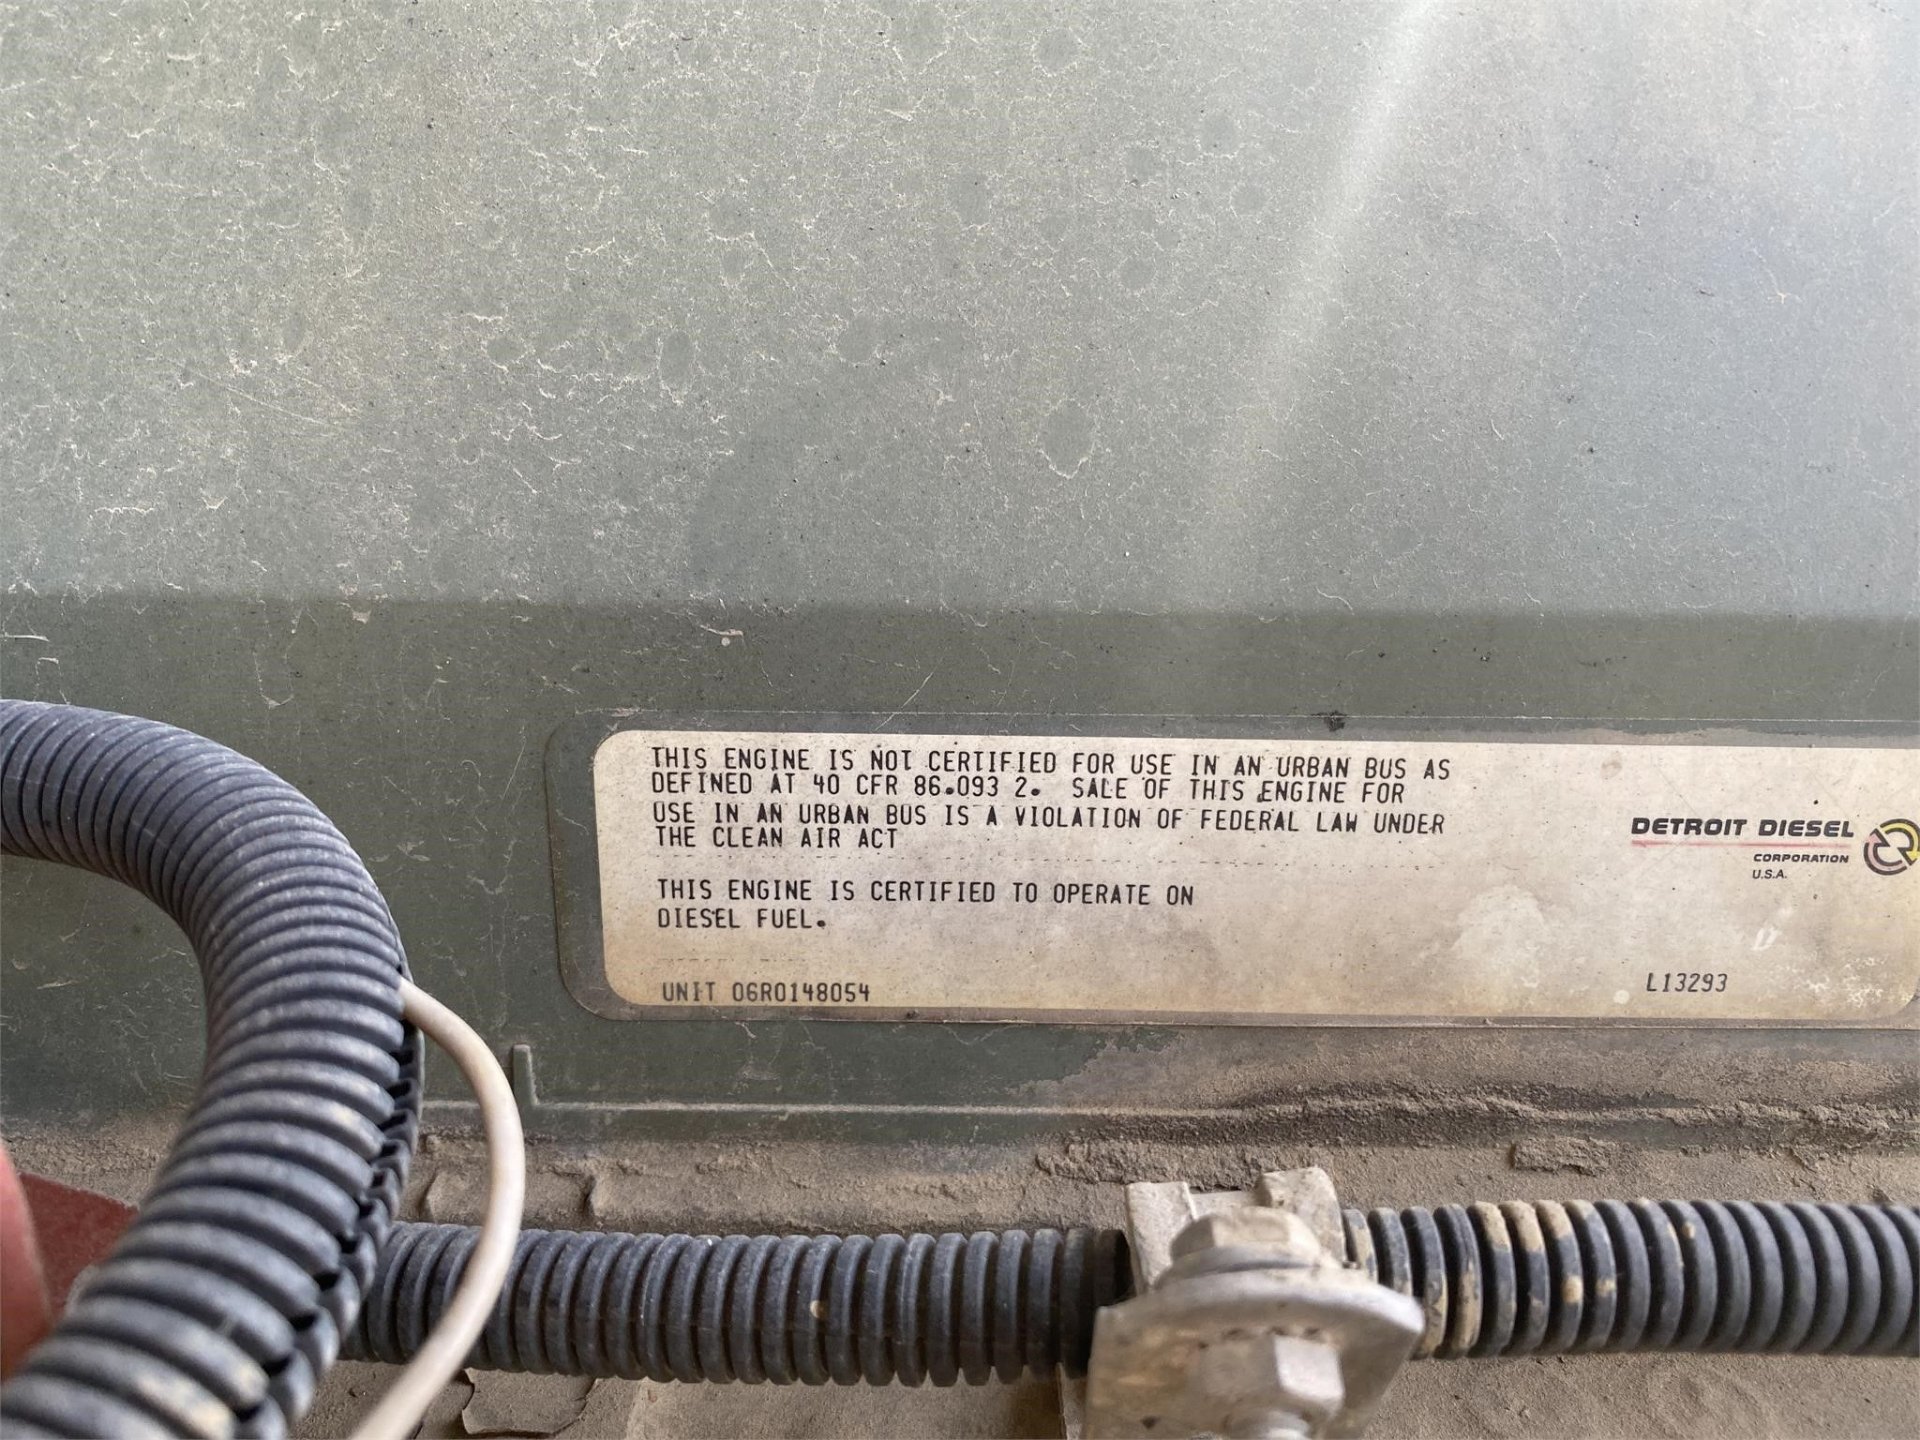 THIS ENGINE IS NOT CERTIFIED FOR USE IN AN URBAN BUS AS
DEFINED AT 40 CFR 86.093 2. SALE OF THIS ENGINE FOR
USE IN AN URBAN BUS IS A VIOLATION OF FEDERAL LAW UNDER
THE CLEAN AIR ACT
THIS ENGINE IS CERTIFIED TO OPERATE ON
DIESEL FUEL.
UNIT 06R0148054
DETROIT DIESEL
CORPORATION
U.S.A.
L13293